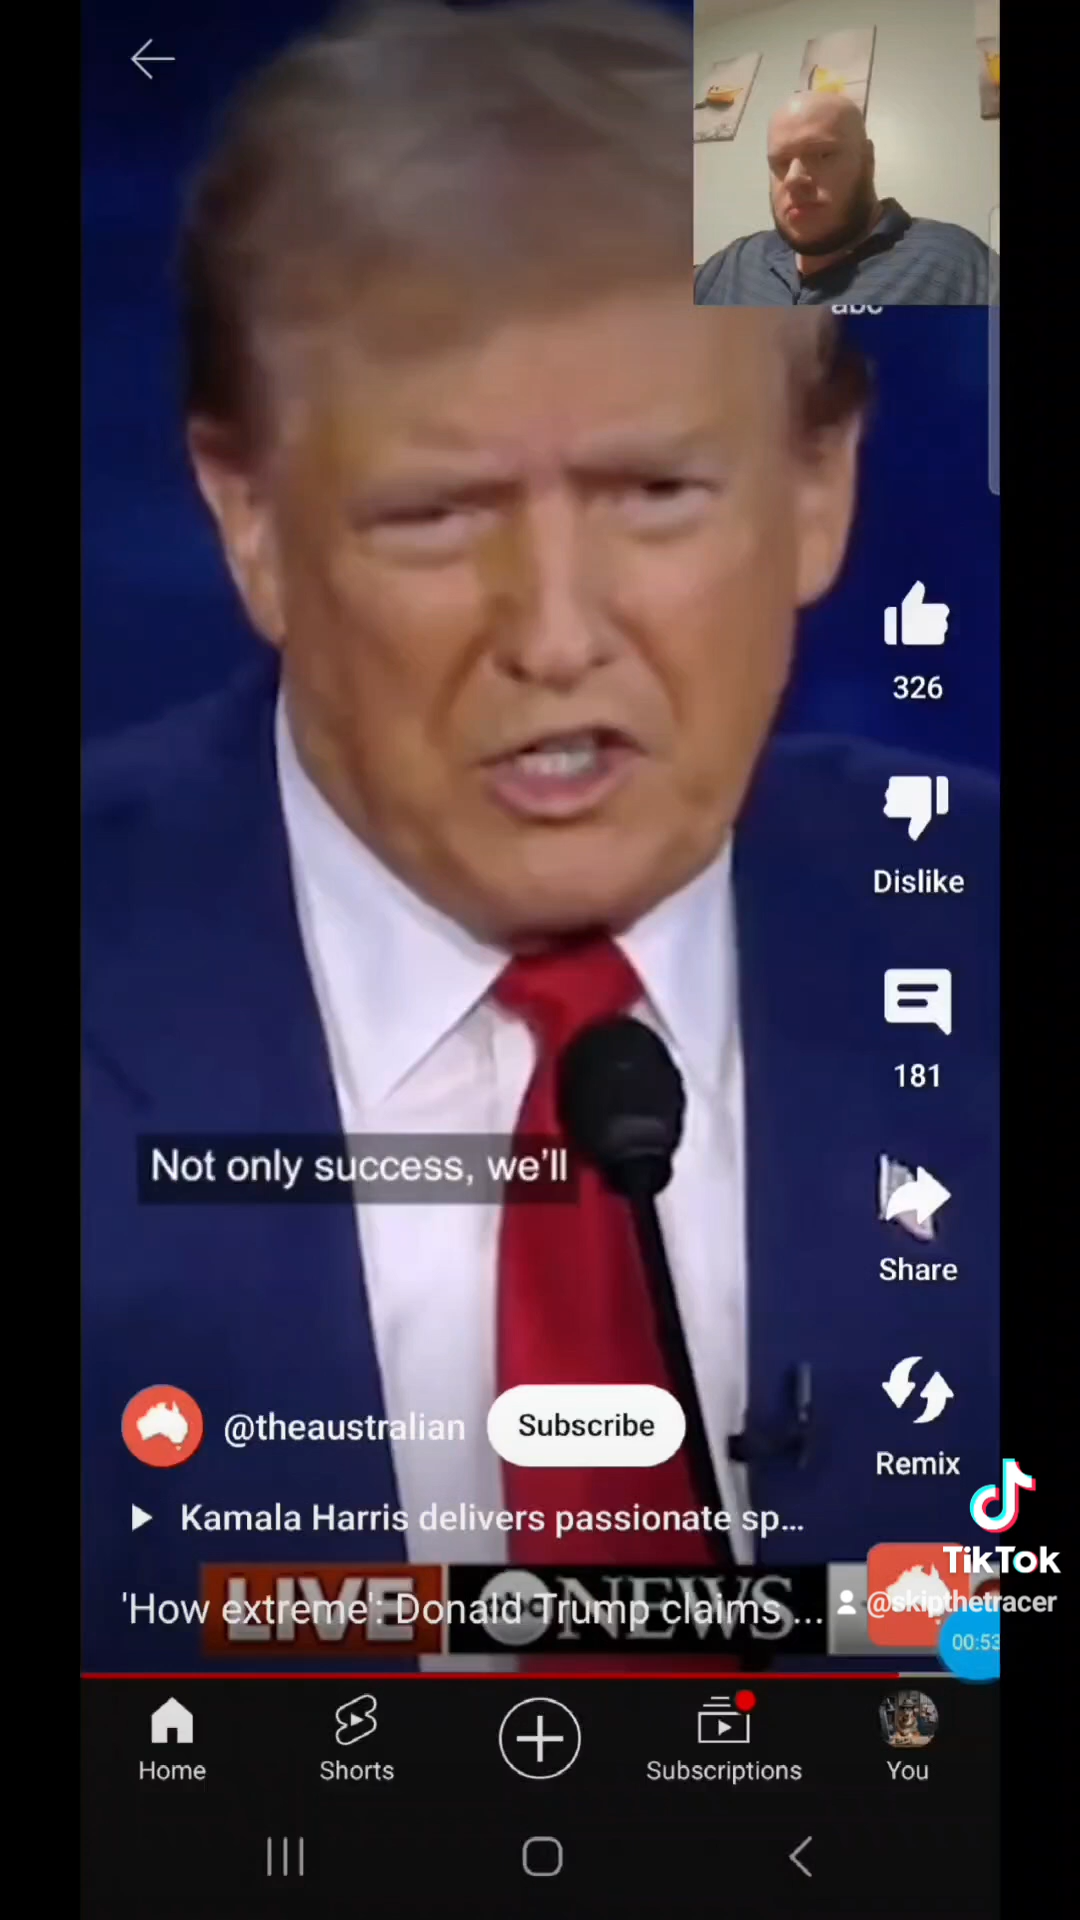 abc
326
Dislike
Not only success, we'll
181
Share
@theaustralian
Subscribe
Remix
Kamala Harris delivers passionate sp...
TikTok
LIVE
abc NEWS
'How extreme': Donald Trump claims ...
@skipthetracer
00:53
Home
Shorts
Subscriptions
You